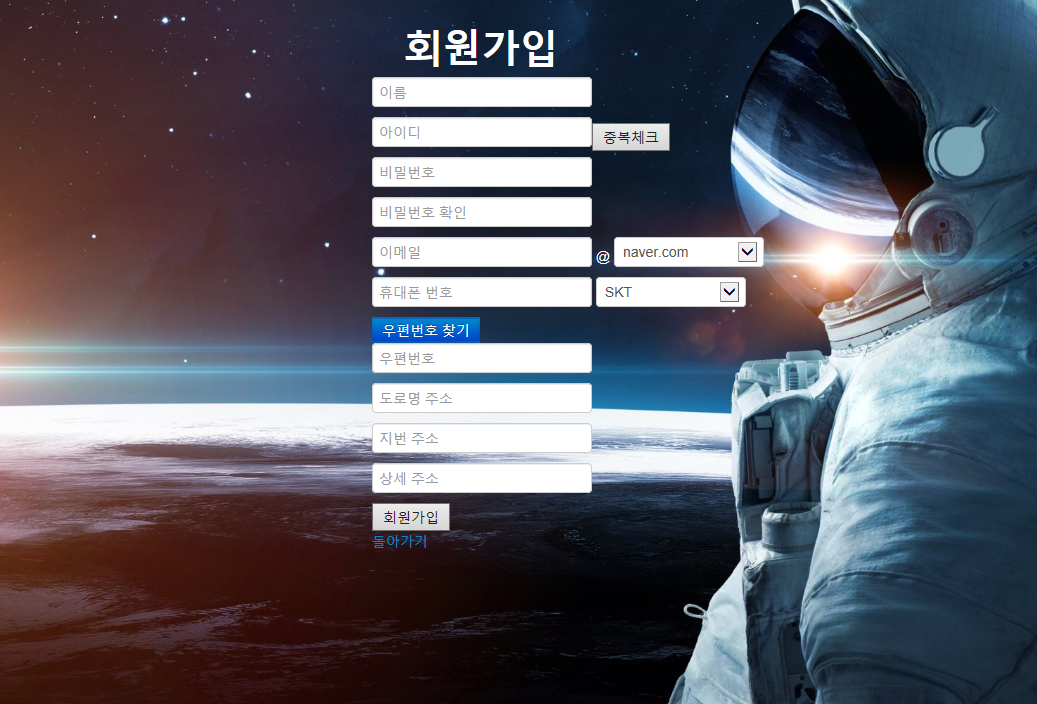 회원가입
이름
아이디 중복체크
비밀번호
비밀번호 확인
이메일 @ naver.com
휴대폰 번호 SKT
우편번호 찾기
우편번호
도로명 주소
지번 주소
상세 주소
회원가입
돌아가기